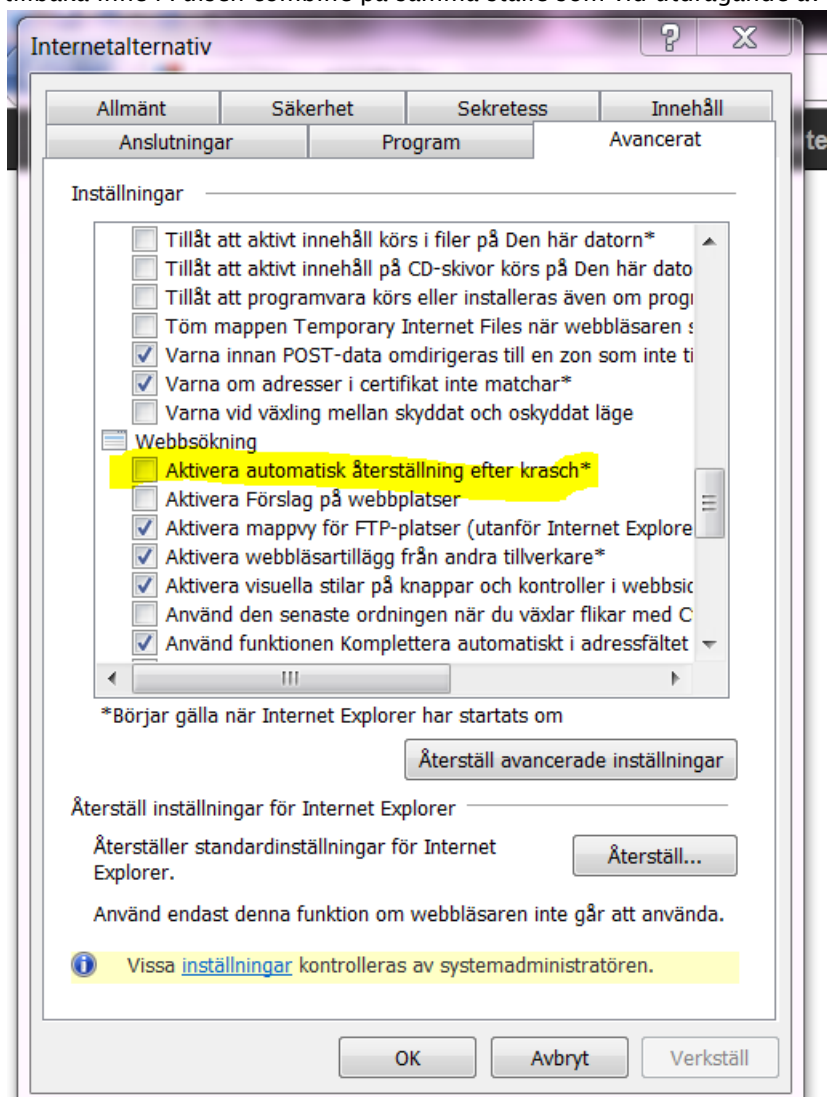 Internetalternativ
Allmänt Säkerhet Sekretess Innehåll
Anslutningar Program Avancerat
te
Inställningar
Tillåt att aktivt innehåll körs i filer på Den här datorn*
Tillåt att aktivt innehåll på CD-skivor körs på Den här dato
Tillåt att programvara körs eller installeras även om progr
Töm mappen Temporary Internet Files när webbläsaren s
Varna innan POST-data omdirigeras till en zon som inte ti
Varna om adresser i certifikat inte matchar*
Varna vid växling mellan skyddat och oskyddat läge
Webbsökning
Aktivera automatisk återställning efter krasch*
Aktivera Förslag på webbplatser
Aktivera mappvy för FTP-platser (utanför Internet Explore
Aktivera webbläsartillägg från andra tillverkare*
Aktivera visuella stilar på knappar och kontroller i webbsid
Använd den senaste ordningen när du växlar flikar med C
Använd funktionen Komplettera automatiskt i adressfältet
*Börjar gälla när Internet Explorer har startats om
Återställ avancerade inställningar
Återställ inställningar för Internet Explorer
Återställer standardinställningar för Internet
Explorer.
Återställ...
Använd endast denna funktion om webbläsaren inte går att använda.
Vissa inställningar kontrolleras av systemadministratören.
OK Avbryt Verkställ